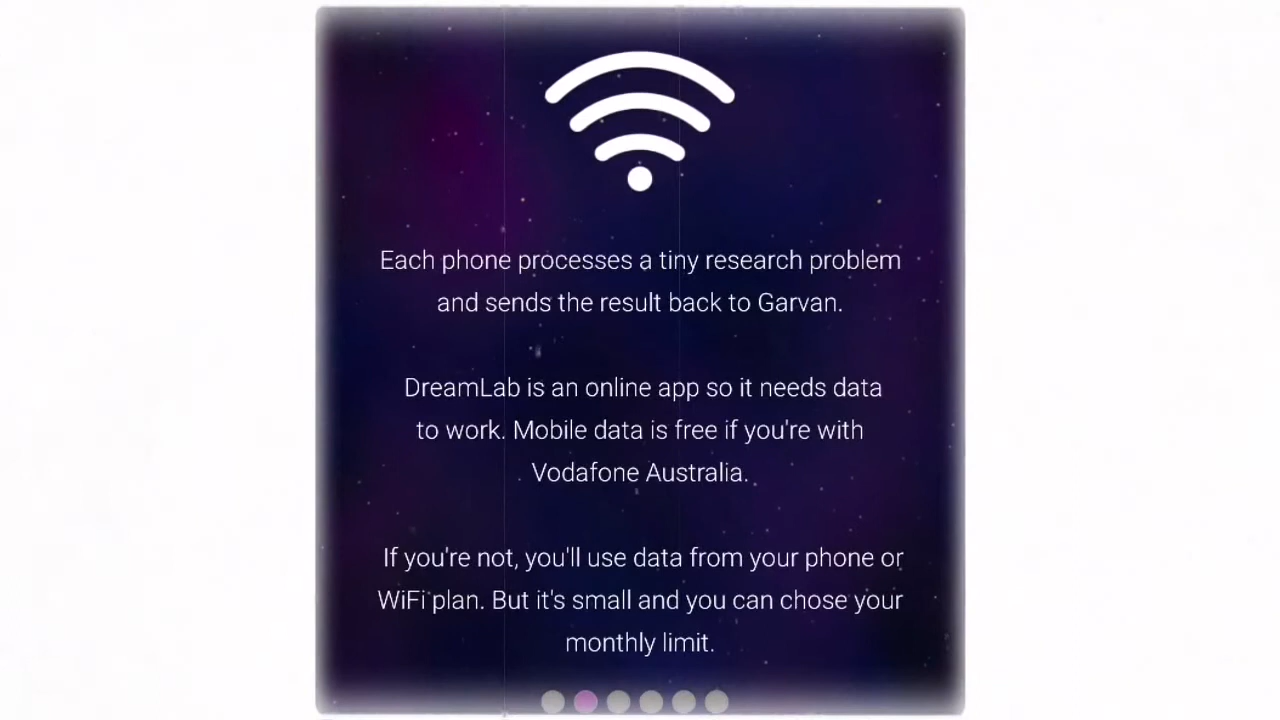 Each phone processes a tiny research problem
and sends the result back to Garvan.
DreamLab is an online app so it needs data
to work. Mobile data is free if you're with
Vodafone Australia.
If you're not, you'll use data from your phone or
WiFi plan. But it's small and you can chose your
monthly limit.